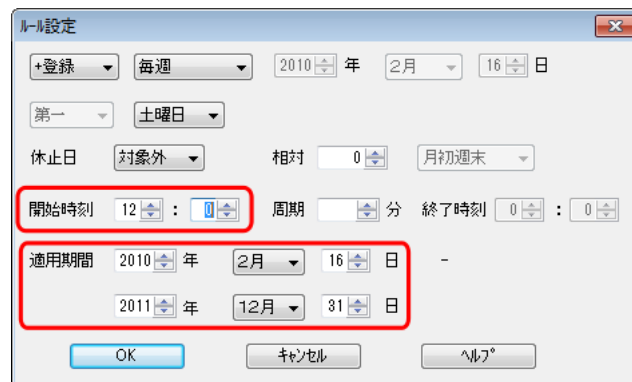 ルール設定
+登録 毎週 2010 年 2月 16 日
第一 土曜日
休止日 対象外 相対 0 月初週末
開始時刻 12 : 0 周期 分 終了時刻 0 : 0
適用期間 2010 年 2月 16 日 -
2011 年 12月 31 日
OK キャンセル ヘルプ